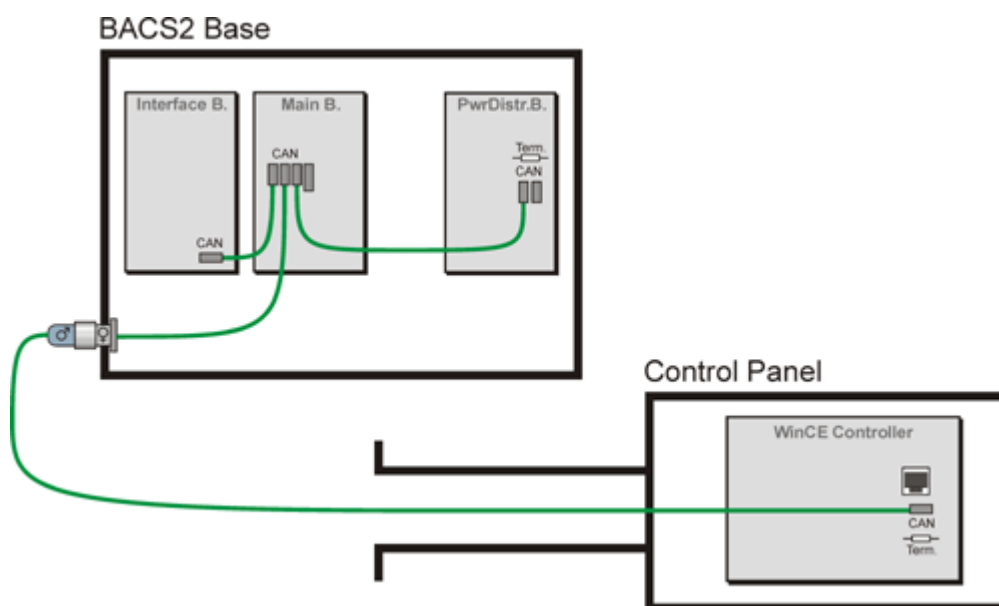 BACS2 Base
Interface B.
Main B.
PwrDistr.B.
CAN
Term.
CAN
CAN
Control Panel
WinCE Controller
CAN
Term.